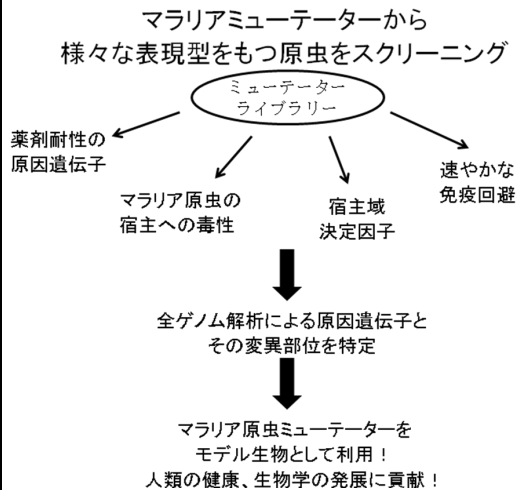 マラリアミューテーターから
様々な表現型をもつ原虫をスクリーニング
ミューテーター
ライブラリー
薬剤耐性の
原因遺伝子
マラリア原虫の
宿主への毒性
宿主域
決定因子
速やかな
免疫回避
全ゲノム解析による原因遺伝子と
その変異部位を特定
マラリア原虫ミューテーターを
モデル生物として利用！
人類の健康、生物学の発展に貢献！